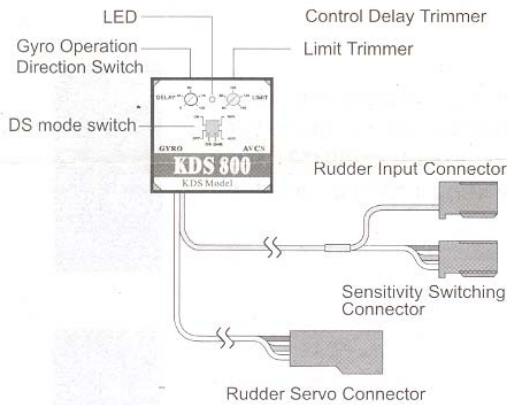 LED
Control Delay Trimmer
Gyro Operation
Direction Switch
Limit Trimmer
DELAY
LIMIT
DS mode switch
GYRO
AVCS
KDS 800
KDS Model
Rudder Input Connector
Sensitivity Switching
Connector
Rudder Servo Connector